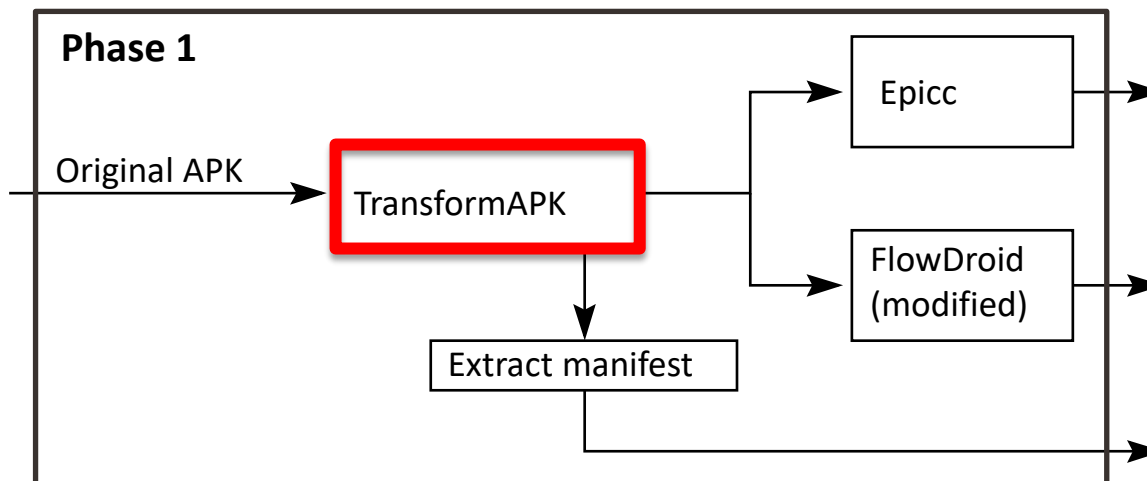 Phase 1
Epicc
Original APK
TransformAPK
FlowDroid
(modified)
Extract manifest